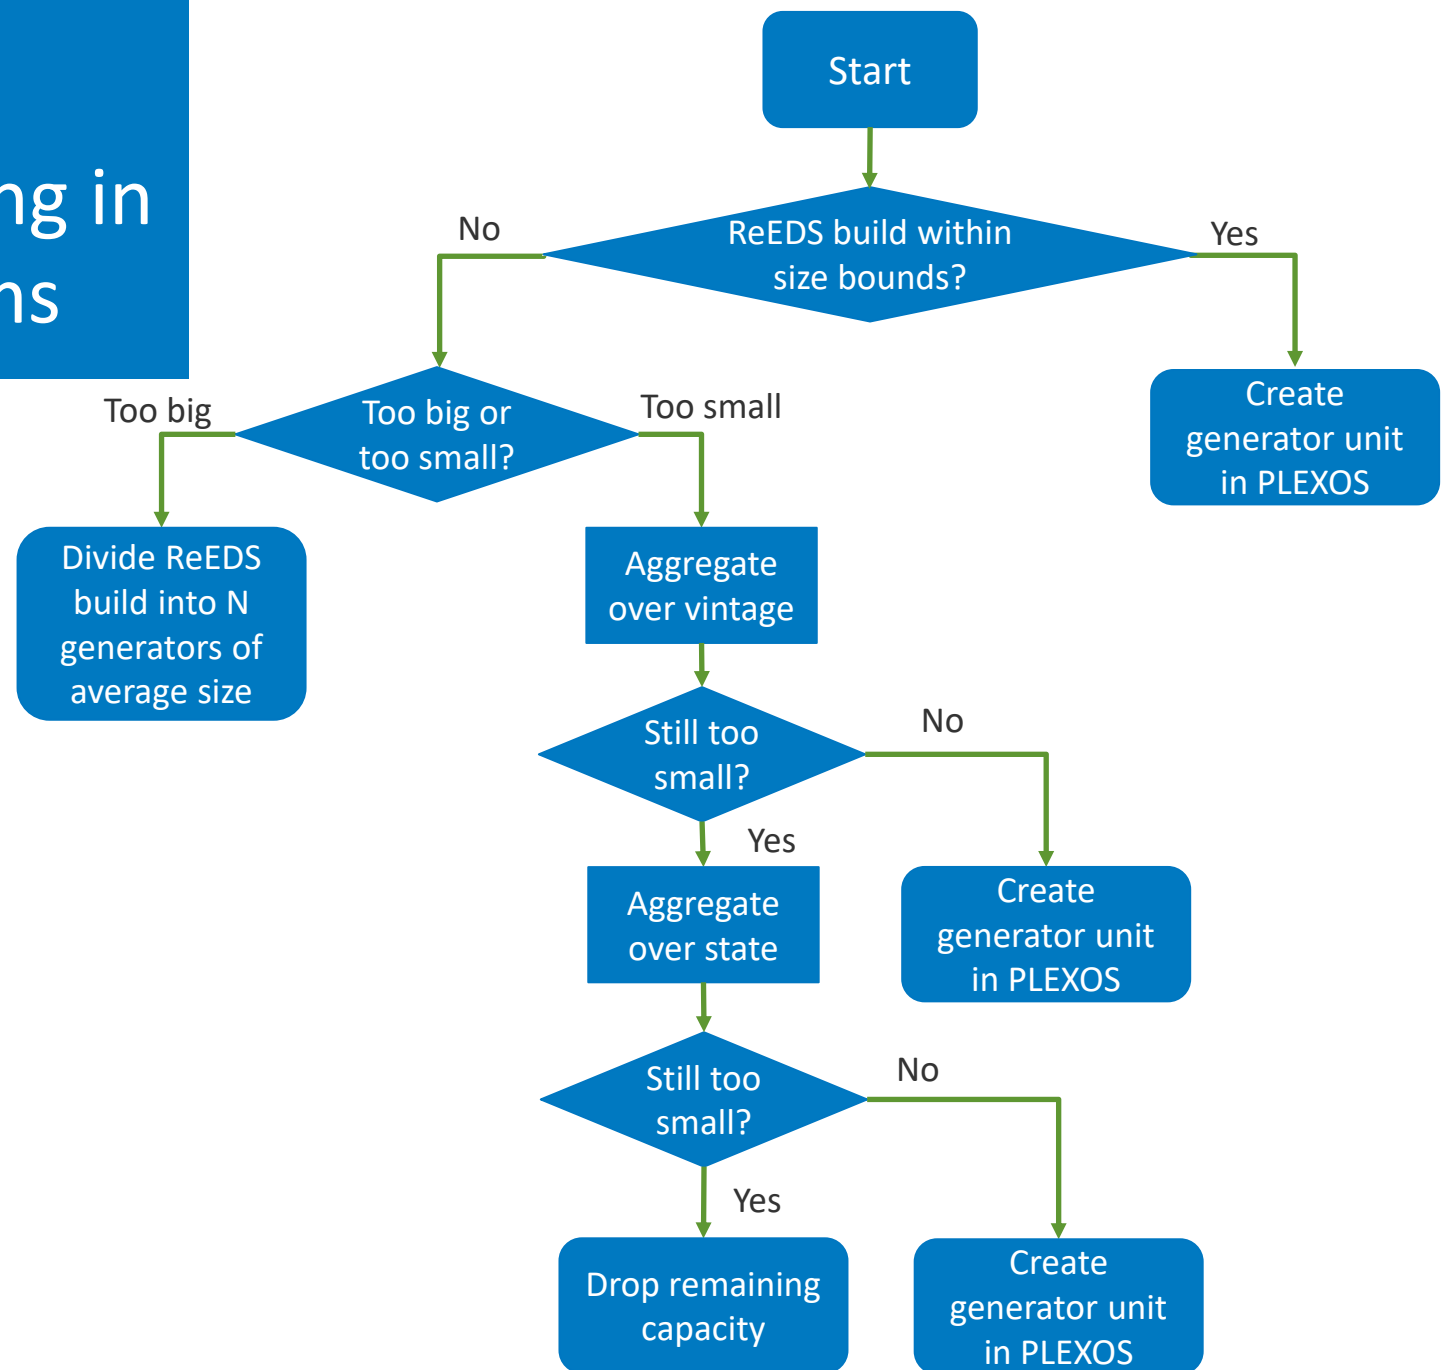 ng in
ns
Start
ReEDS build within
size bounds?
No
Yes
Create
generator unit
in PLEXOS
Too big or
too small?
Too big
Too small
Divide ReEDS
build into N
generators of
average size
Aggregate
over vintage
Still too
small?
No
Yes
Create
generator unit
in PLEXOS
Aggregate
over state
Still too
small?
No
Yes
Drop remaining
capacity
Create
generator unit
in PLEXOS